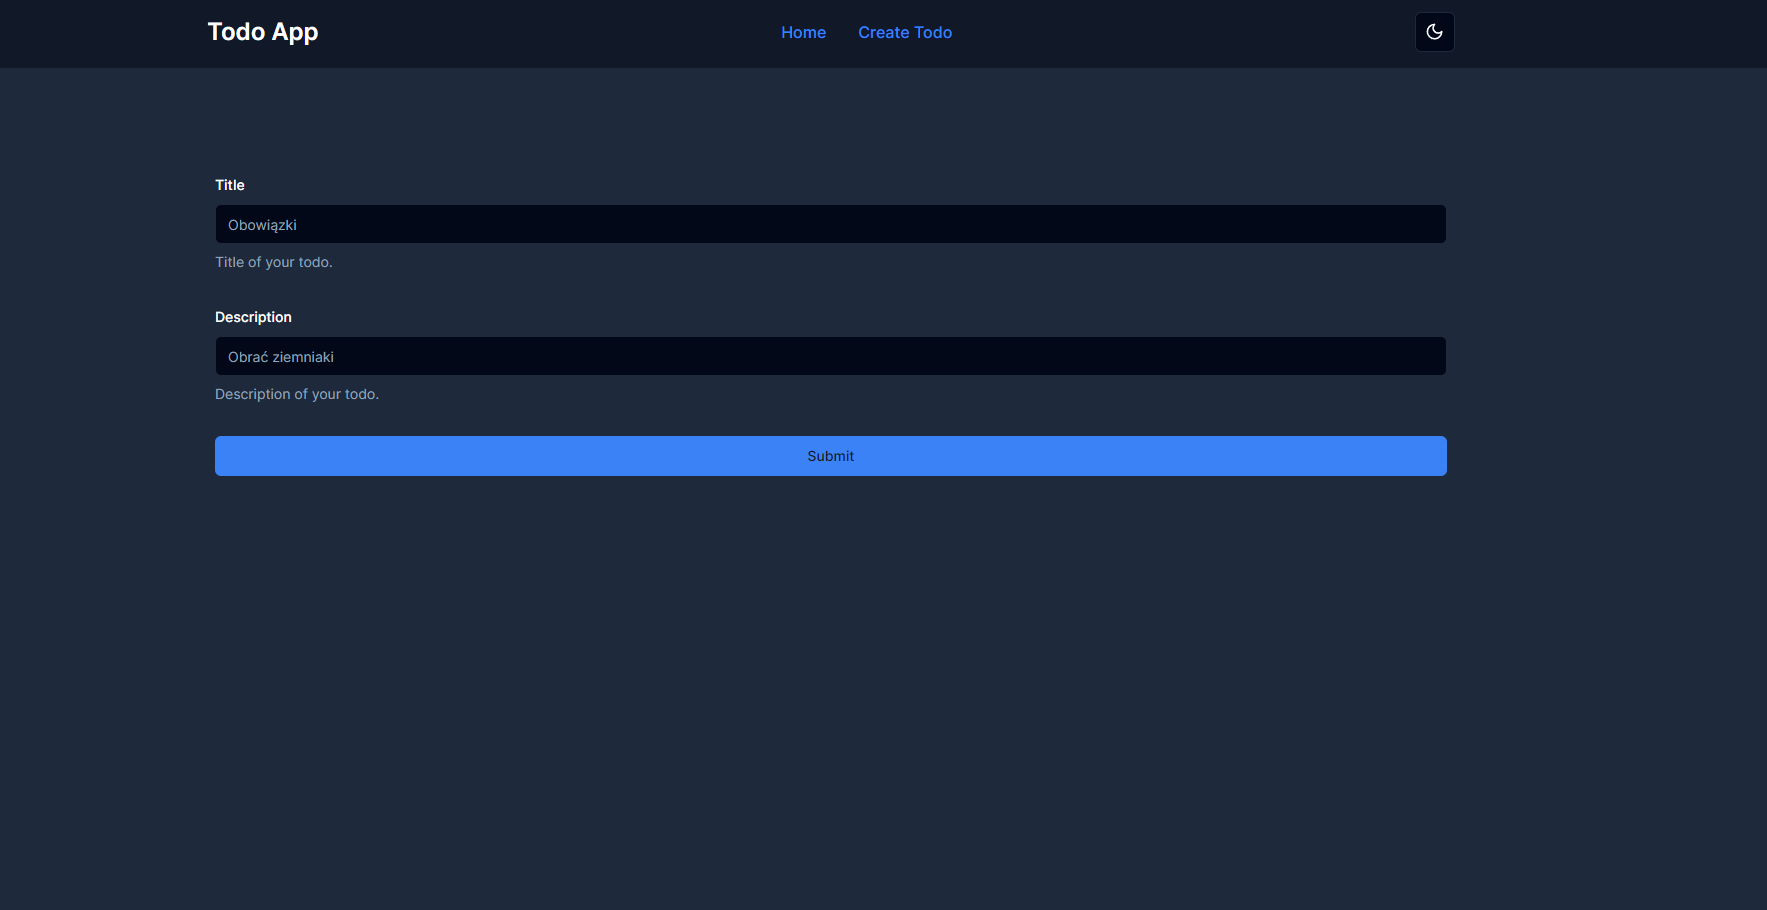 Todo App
Home
Create Todo
Title
Obowiązki
Title of your todo.
Description
Obrać ziemniaki
Description of your todo.
Submit